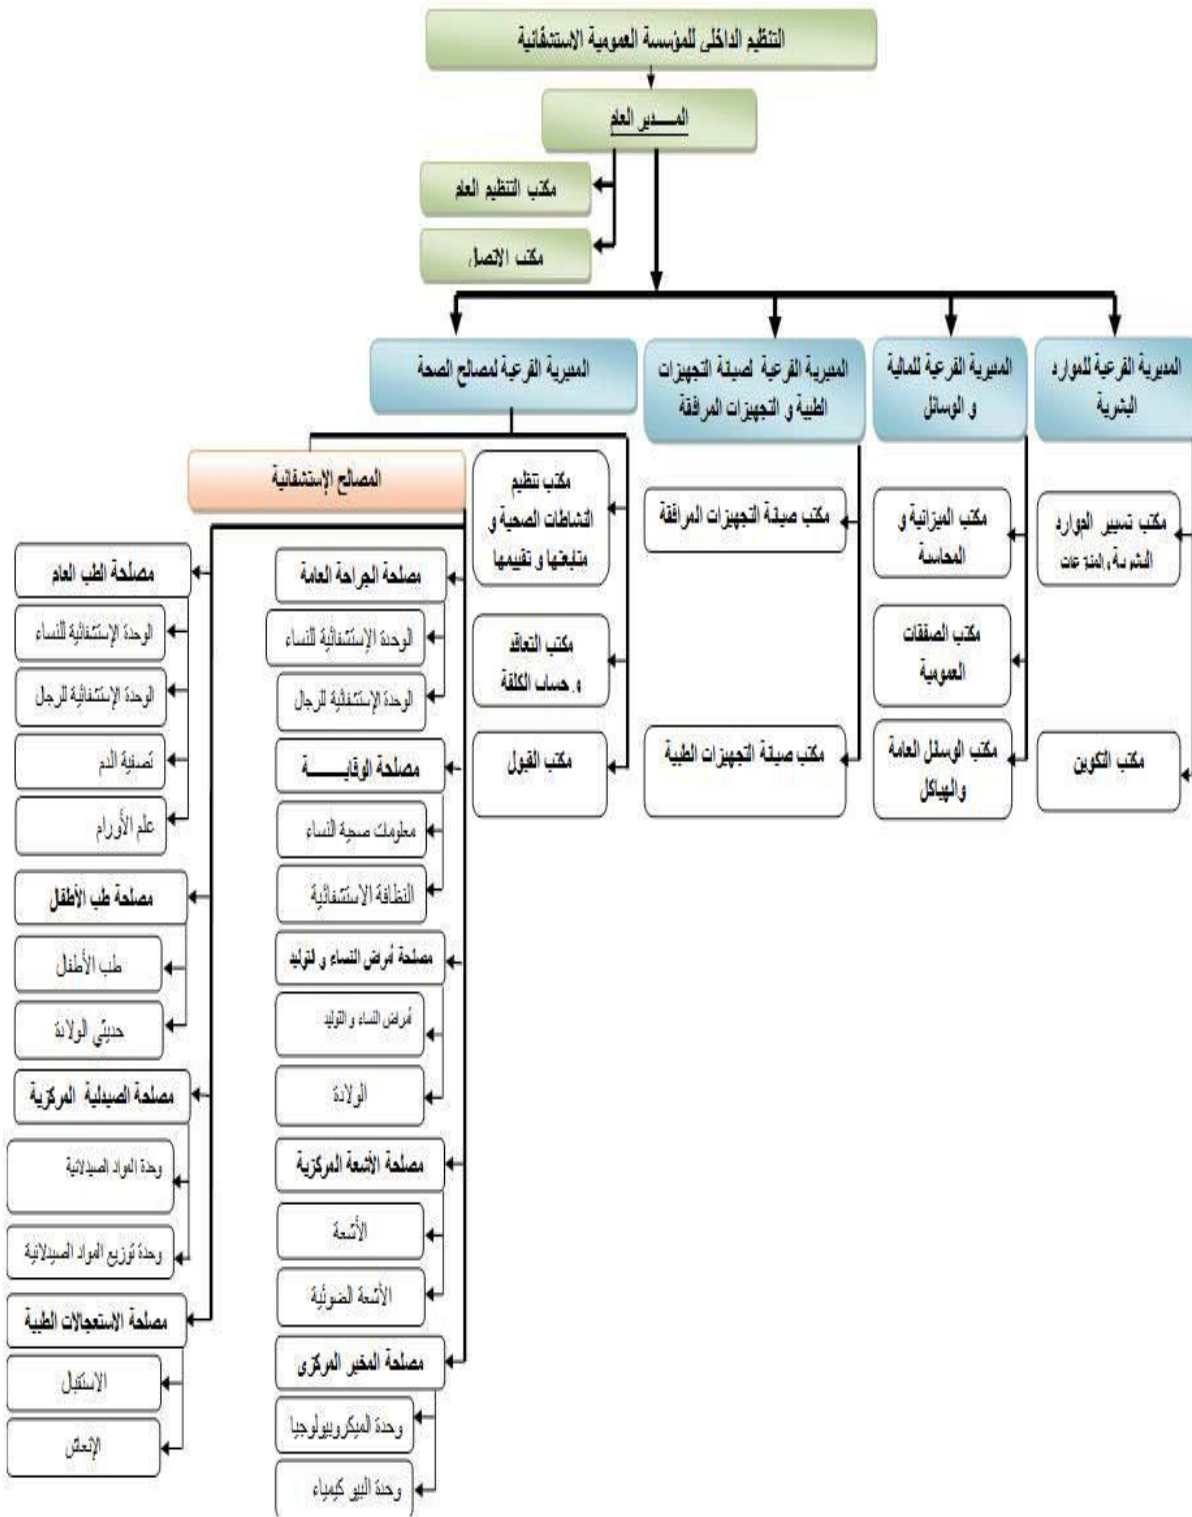 التنظيم الداخلي للمؤسسة العمومية الاستشفائية
المـــــدير العام
مكتب التنظيم العام
مكتب الاتصال
المديرية الفرعية للموارد
البشرية
المديرية الفرعية للمالية
و الوسائل
المديرية الفرعية لصيانة التجهيزات
الطبية و التجهيزات المرافقة
المديرية الفرعية لمصالح الصحة
مكتب تسيير الموارد
البشرية والمنازعات
مكتب التكوين
مكتب الميزانية و
المحاسبة
مكتب الصفقات
العمومية
مكتب الوسائل العامة
والهياكل
مكتب صيانة التجهيزات المرافقة
مكتب صيانة التجهيزات الطبية
مكتب تنظيم
النشاطات الصحية و
متابعتها و تقييمها
مكتب التعاقد
و حساب الكلفة
مكتب القبول
المصالح الإستشفائية
مصلحة الجراحة العامة
الوحدة الإستشفائية للنساء
الوحدة الإستشفائية للرجال
مصلحة الوقايـــــــة
معلومات صحية النساء
النظافة الاستشفائية
مصلحة أمراض النساء و التوليد
أمراض النساء و التوليد
الولادة
مصلحة الأشعة المركزية
الأشعة
الأشعة الضوئية
مصلحة المخبر المركزي
وحدة الميكروبيولوجيا
وحدة البيو كيمياء
مصلحة الطب العام
الوحدة الإستشفائية للنساء
الوحدة الإستشفائية للرجال
تصفية الدم
علم الأورام
مصلحة طب الأطفال
طب الأطفال
حديثي الولادة
مصلحة الصيدلية المركزية
وحدة المواد الصيدلانية
وحدة توزيع المواد الصيدلانية
مصلحة الاستعجالات الطبية
الاستقبال
الإنعاش